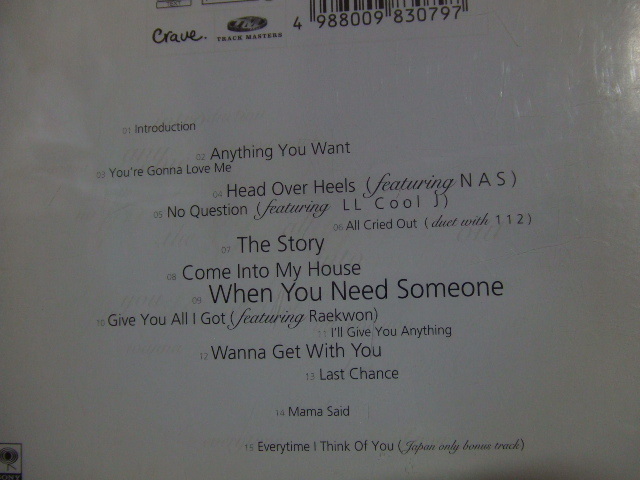 Crave.
TRACK MASTERS
4 988009 830797
01 Introduction
02 Anything You Want
03 You're Gonna Love Me
04 Head Over Heels (featuring NAS)
05 No Question (featuring LL Cool J)
06 All Cried Out (duet with 112)
07 The Story
08 Come Into My House
09 When You Need Someone
10 Give You All I Got (featuring Raekwon)
11 I'll Give You Anything
12 Wanna Get With You
13 Last Chance
14 Mama Said
15 Everytime I Think Of You (Japan only bonus track)